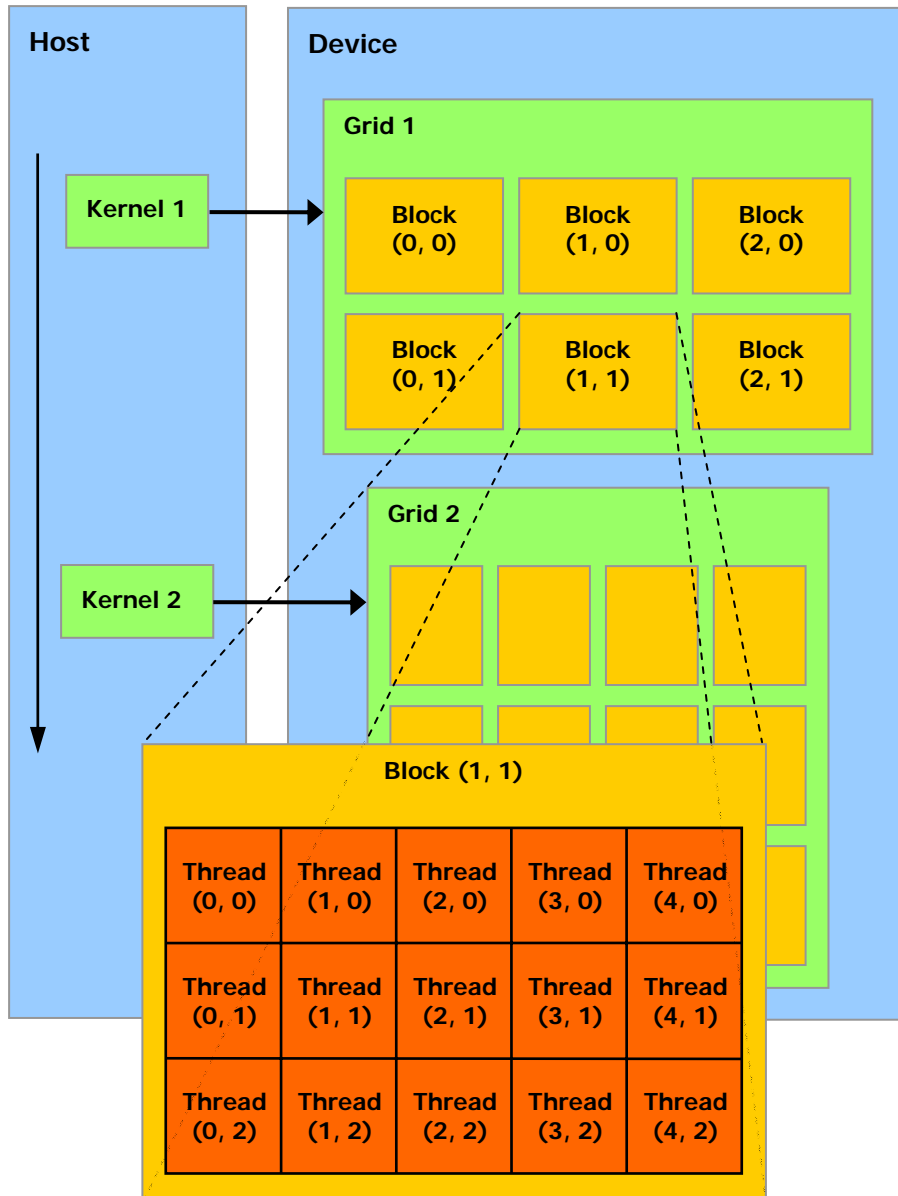 Host
Device
Grid 1
Kernel 1
Block
(0, 0)
Block
(1, 0)
Block
(2, 0)
Block
(0, 1)
Block
(1, 1)
Block
(2, 1)
Grid 2
Kernel 2
Block (1, 1)
Thread
(0, 0)
Thread
(1, 0)
Thread
(2, 0)
Thread
(3, 0)
Thread
(4, 0)
Thread
(0, 1)
Thread
(1, 1)
Thread
(2, 1)
Thread
(3, 1)
Thread
(4, 1)
Thread
(0, 2)
Thread
(1, 2)
Thread
(2, 2)
Thread
(3, 2)
Thread
(4, 2)